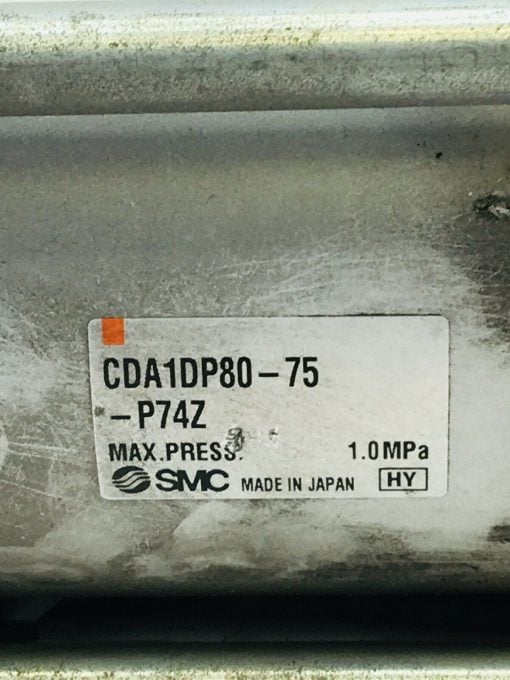 CDA1DP80-75
-P74Z
MAX.PRESS. 1.0MPa
SMC MADE IN JAPAN HY